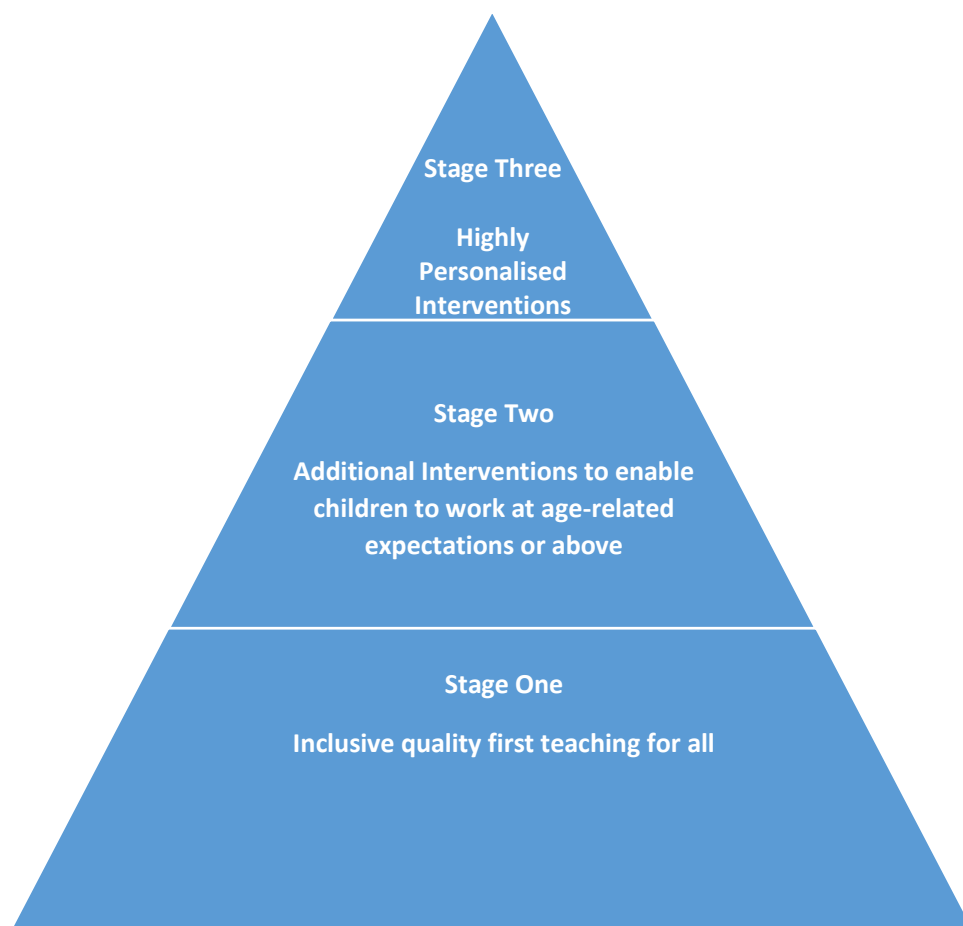 Stage Three
Highly
Personalised
Interventions
Stage Two
Additional Interventions to enable
children to work at age-related
expectations or above
Stage One
Inclusive quality first teaching for all